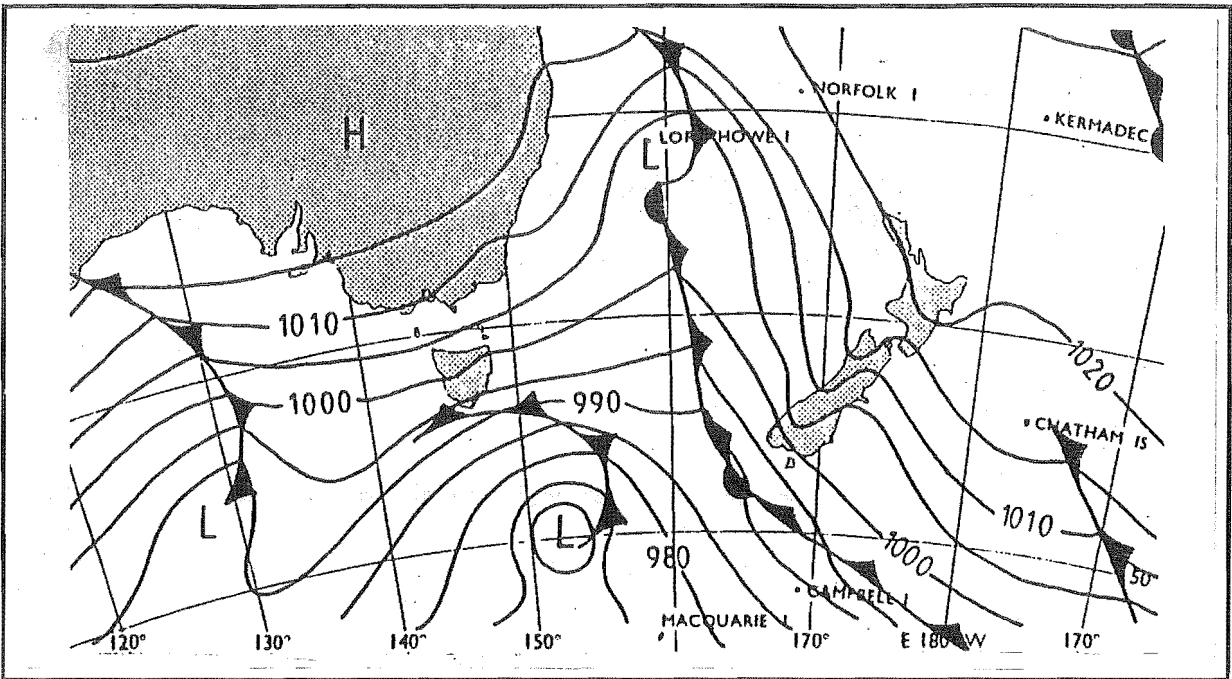 NORFOLK I
KERMADEC
H
LORD HOWE I
L
1010
1020
1000
990
CHATHAM IS
L
L
1010
1000
980
50°
CAMPBELL I
MACQUARIE I
120°
130°
140°
150°
170°
E 180° W
170°